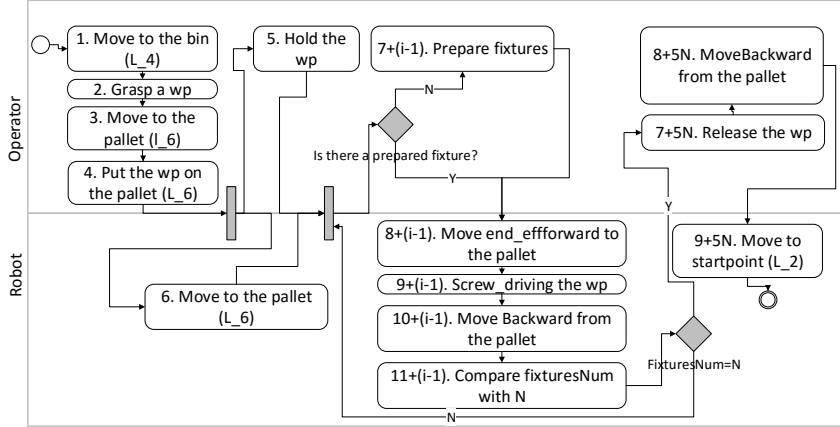 Operator
1. Move to the bin
(L_4)
2. Grasp a wp
3. Move to the
pallet (l_6)
4. Put the wp on
the pallet (L_6)
5. Hold the
wp
7+(i-1). Prepare fixtures
N
Is there a prepared fixture?
Y
8+5N. MoveBackward
from the pallet
7+5N. Release the wp
Y
Robot
6. Move to the pallet
(L_6)
8+(i-1). Move end_effforward to
the pallet
9+(i-1). Screw_driving the wp
10+(i-1). Move Backward from
the pallet
11+(i-1). Compare fixturesNum
with N
9+5N. Move to
startpoint (L_2)
FixturesNum=N
N